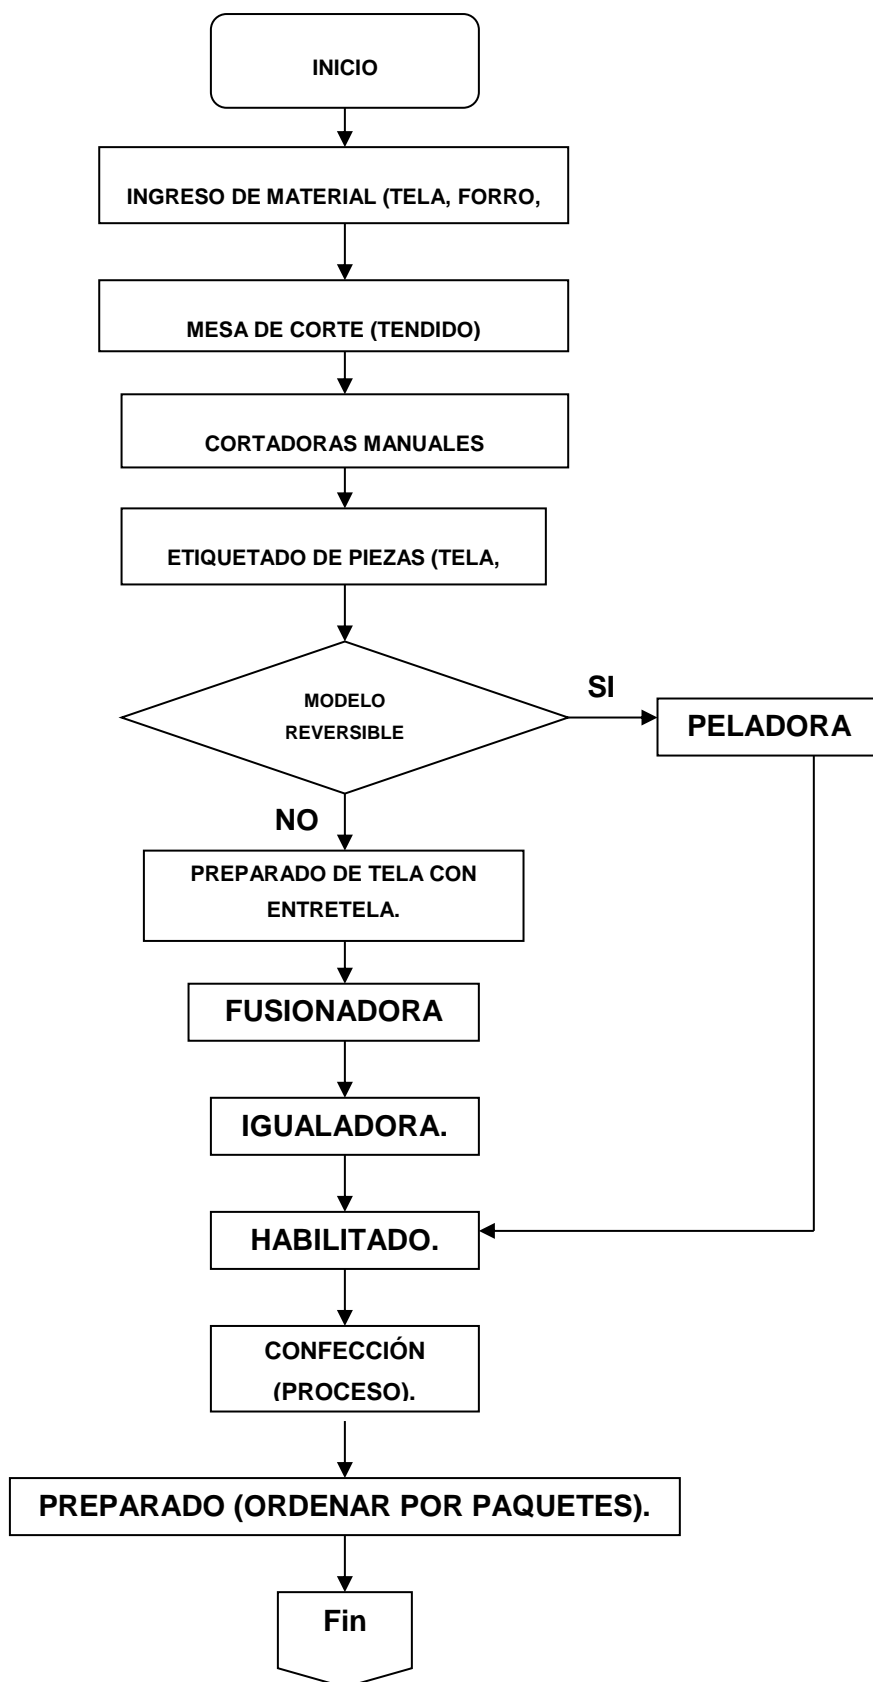 INICIO
INGRESO DE MATERIAL (TELA, FORRO,
MESA DE CORTE (TENDIDO)
CORTADORAS MANUALES
ETIQUETADO DE PIEZAS (TELA,
MODELO
REVERSIBLE
SI
PELADORA
NO
PREPARADO DE TELA CON
ENTRETELA.
FUSIONADORA
IGUALADORA.
HABILITADO.
CONFECCIÓN
(PROCESO).
PREPARADO (ORDENAR POR PAQUETES).
Fin